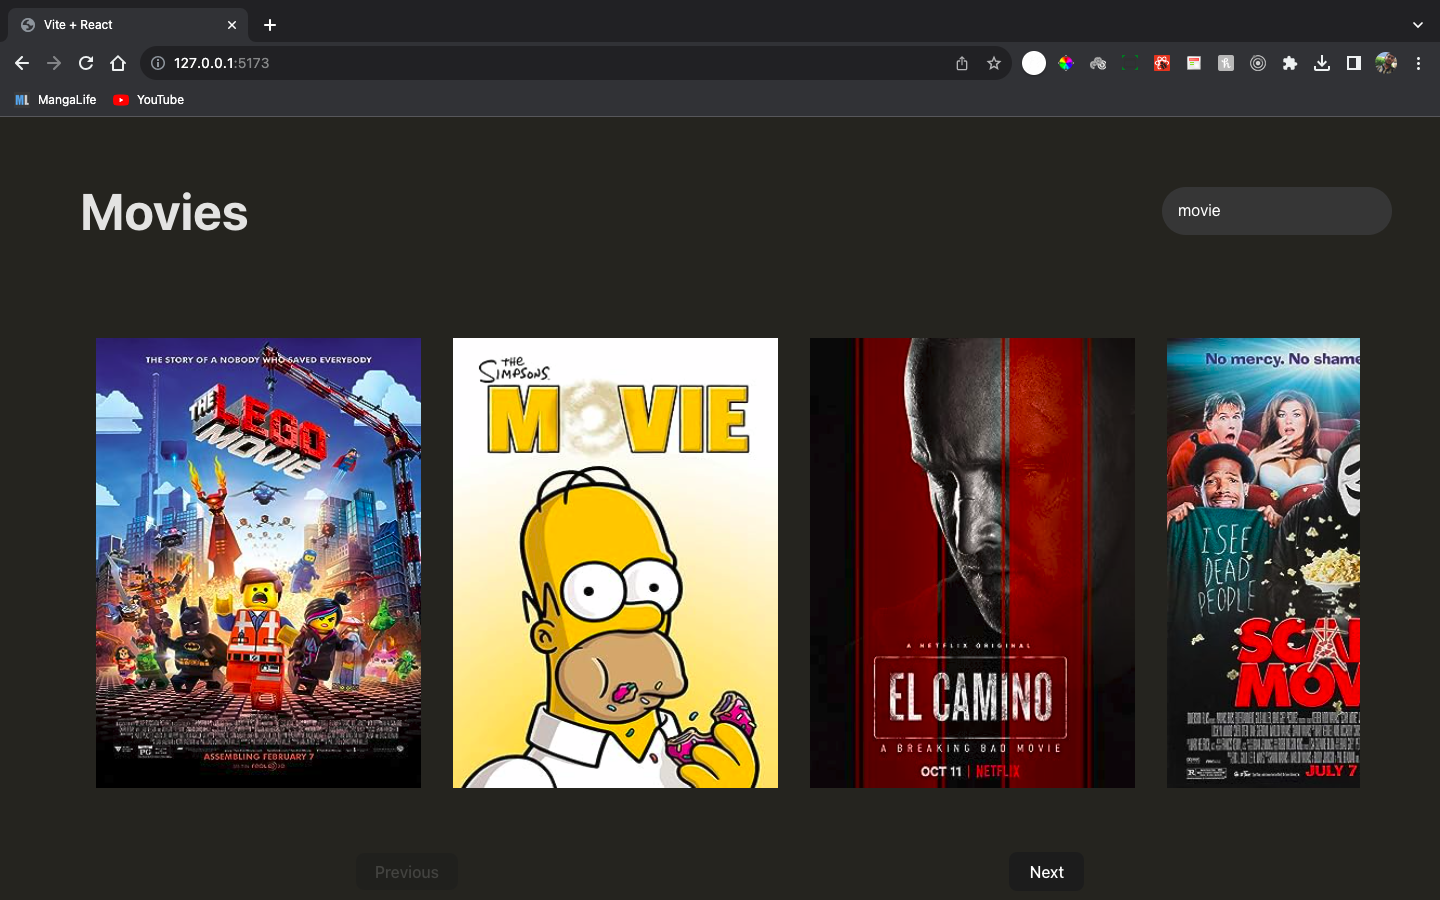 Vite + React
127.0.0.1:5173
MangaLife
YouTube
Movies
movie
THE STORY OF A NOBODY WHO SAVED EVERYBODY
THE LEGO MOVIE
ASSEMBLING FEBRUARY 7
THE SIMPSONS
MOVIE
A NETFLIX ORIGINAL
EL CAMINO
A BREAKING BAD MOVIE
OCT 11 | NETFLIX
No mercy. No shame
I SEE
DEAD
PEOPLE
SCA
MOV
JULY 7
Previous
Next